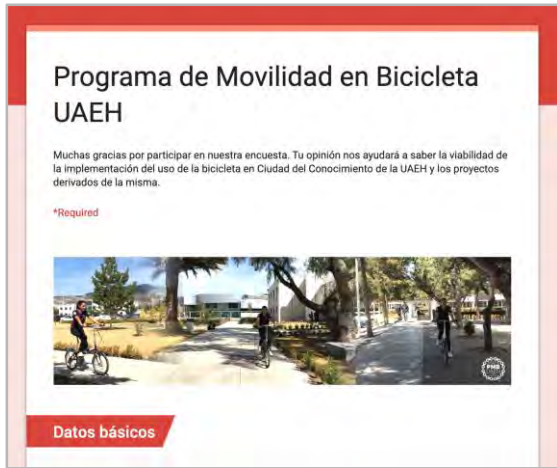 Programa de Movilidad en Bicicleta
UAEH
Muchas gracias por participar en nuestra encuesta. Tu opinión nos ayudará a saber la viabilidad de
la implementación del uso de la bicicleta en Ciudad del Conocimiento de la UAEH y los proyectos
derivados de la misma.
*Required
PMB
Datos básicos